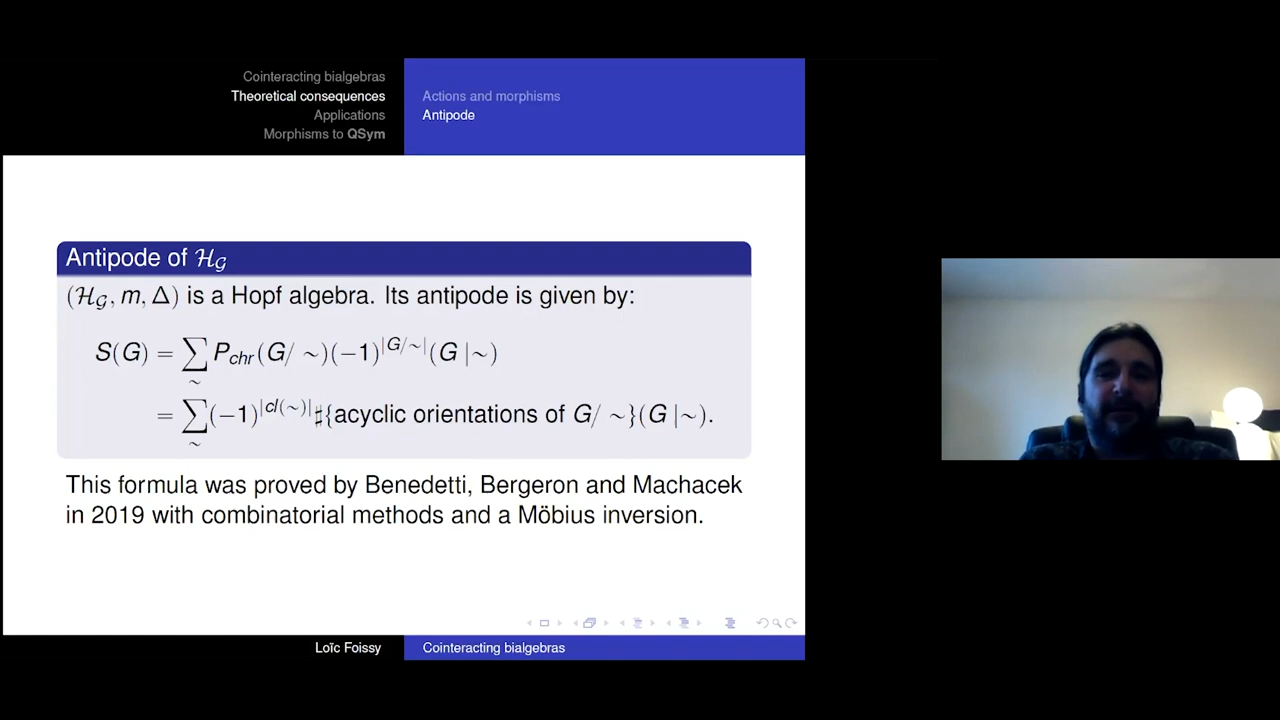 Cointeracting bialgebras
Theoretical consequences
Applications
Morphisms to QSym
Actions and morphisms
Antipode
Antipode of ℋ_𝒢
(ℋ_𝒢, m, Δ) is a Hopf algebra. Its antipode is given by:
S(G) = ∑_∼ P_chr(G/ ∼)(−1)^|G/∼|(G |∼)
= ∑_∼ (−1)^|cl(∼)| ♯{acyclic orientations of G/ ∼}(G |∼).
This formula was proved by Benedetti, Bergeron and Machacek
in 2019 with combinatorial methods and a Möbius inversion.
Loïc Foissy
Cointeracting bialgebras